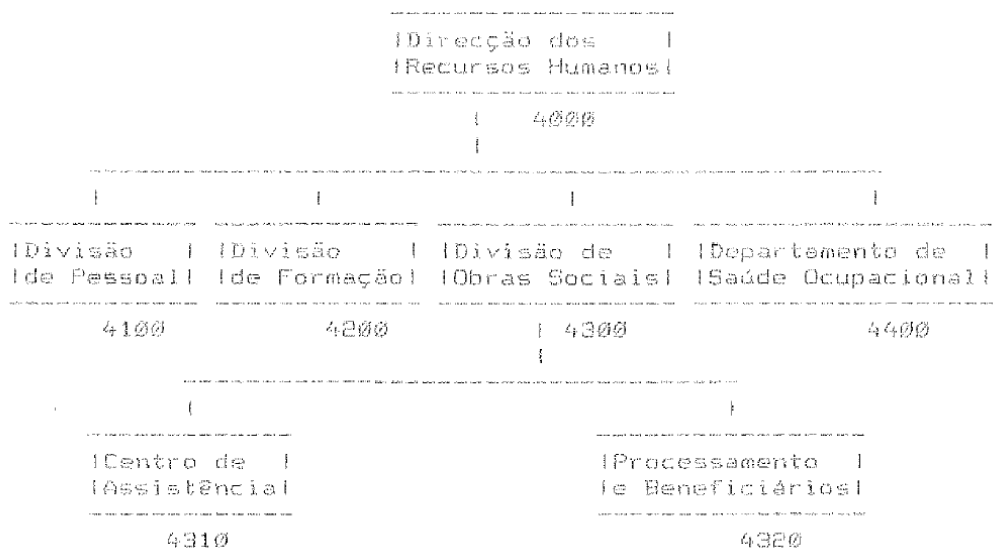 Direcção dos
Recursos Humanos
4000
Divisão
de Pessoal
4100
Divisão
de Formação
4200
Divisão de
Obras Sociais
4300
Departamento de
Saúde Ocupacional
4400
Centro de
Assistência
4310
Processamento
e Beneficiários
4320